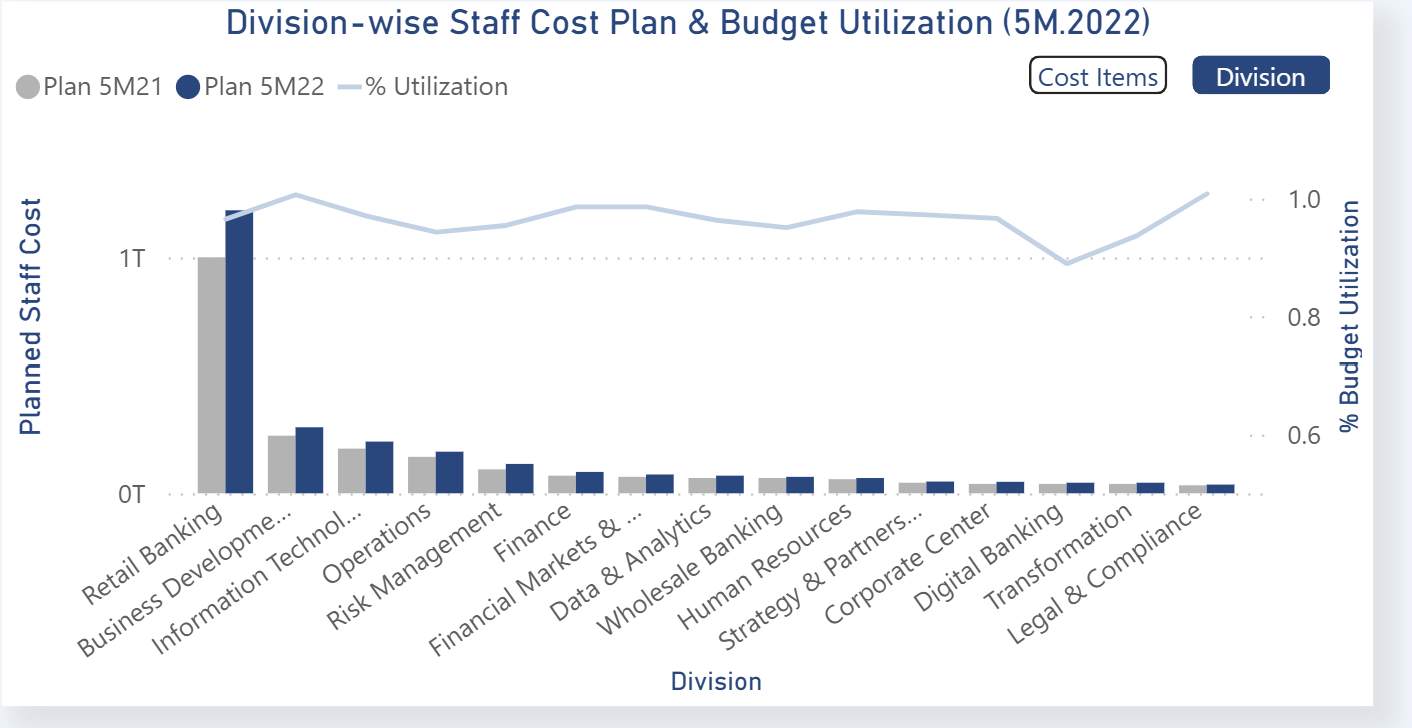 Division-wise Staff Cost Plan & Budget Utilization (5M.2022)
Plan 5M21 Plan 5M22 % Utilization
Cost Items Division
Planned Staff Cost
1T
0T
1.0
0.8
0.6
% Budget Utilization
Retail Banking
Business Developme...
Information Technol...
Operations
Risk Management
Finance
Financial Markets & ...
Data & Analytics
Wholesale Banking
Human Resources
Strategy & Partners...
Corporate Center
Digital Banking
Transformation
Legal & Compliance
Division